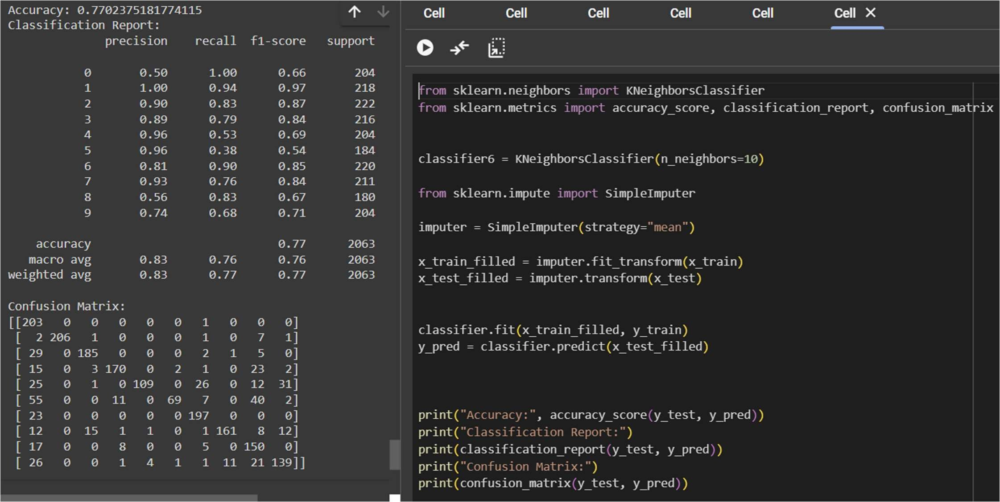 Accuracy: 0.7702375181774115
Classification Report:
precision recall f1-score support
0 0.50 1.00 0.66 204
1 1.00 0.94 0.97 218
2 0.90 0.83 0.87 222
3 0.89 0.79 0.84 216
4 0.96 0.53 0.69 204
5 0.96 0.38 0.54 184
6 0.81 0.90 0.85 220
7 0.93 0.76 0.84 211
8 0.56 0.83 0.67 180
9 0.74 0.68 0.71 204
accuracy 0.77 2063
macro avg 0.83 0.76 0.76 2063
weighted avg 0.83 0.77 0.77 2063
Confusion Matrix:
[[203 0 0 0 0 0 1 0 0 0]
[ 2 206 1 0 0 0 1 0 7 1]
[ 29 0 185 0 0 0 2 1 5 0]
[ 15 0 3 170 0 2 1 0 23 2]
[ 25 0 1 0 109 0 26 0 12 31]
[ 55 0 0 11 0 69 7 0 40 2]
[ 23 0 0 0 0 0 197 0 0 0]
[ 12 0 15 1 1 0 1 161 8 12]
[ 17 0 0 8 0 0 5 0 150 0]
[ 26 0 0 1 4 1 1 11 21 139]]
Cell Cell Cell Cell Cell Cell
from sklearn.neighbors import KNeighborsClassifier
from sklearn.metrics import accuracy_score, classification_report, confusion_matrix
classifier6 = KNeighborsClassifier(n_neighbors=10)
from sklearn.impute import SimpleImputer
imputer = SimpleImputer(strategy="mean")
x_train_filled = imputer.fit_transform(x_train)
x_test_filled = imputer.transform(x_test)
classifier.fit(x_train_filled, y_train)
y_pred = classifier.predict(x_test_filled)
print("Accuracy:", accuracy_score(y_test, y_pred))
print("Classification Report:")
print(classification_report(y_test, y_pred))
print("Confusion Matrix:")
print(confusion_matrix(y_test, y_pred))